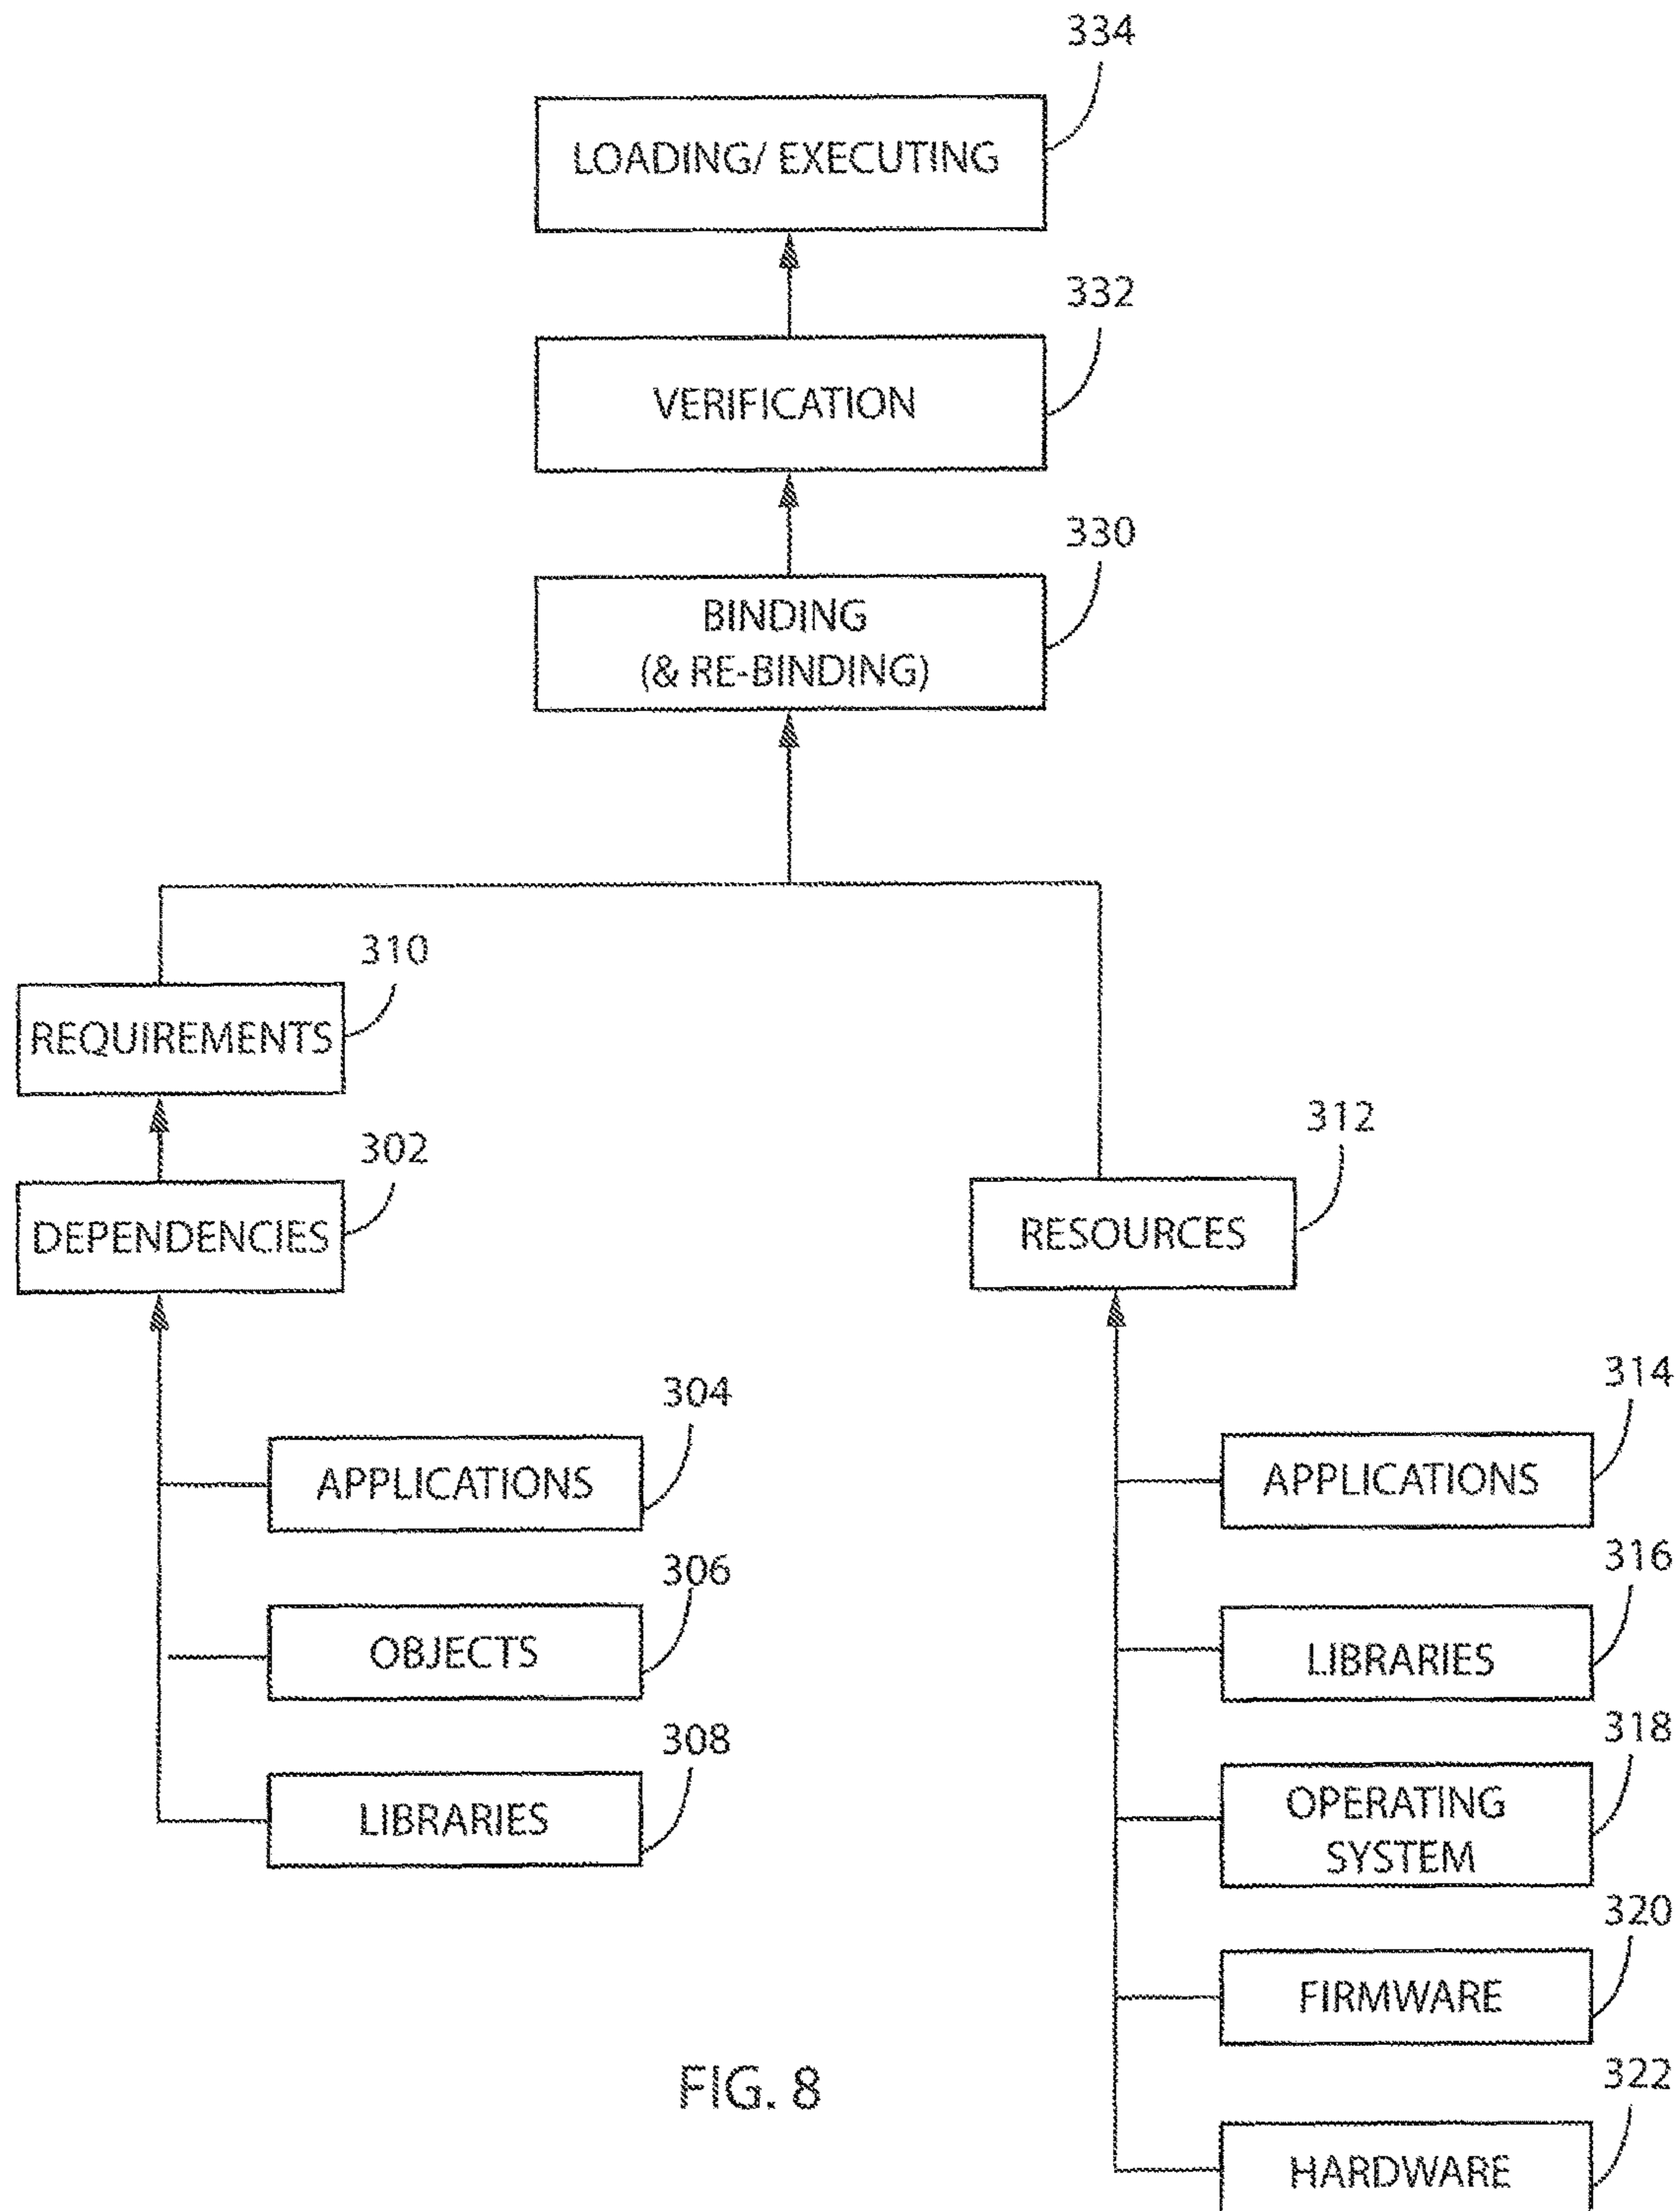 334
LOADING/ EXECUTING
332
VERIFICATION
330
BINDING
(& RE-BINDING)
310
REQUIREMENTS
302
DEPENDENCIES
312
RESOURCES
304
APPLICATIONS
306
OBJECTS
308
LIBRARIES
314
APPLICATIONS
316
LIBRARIES
318
OPERATING
SYSTEM
320
FIRMWARE
322
HARDWARE
FIG. 8